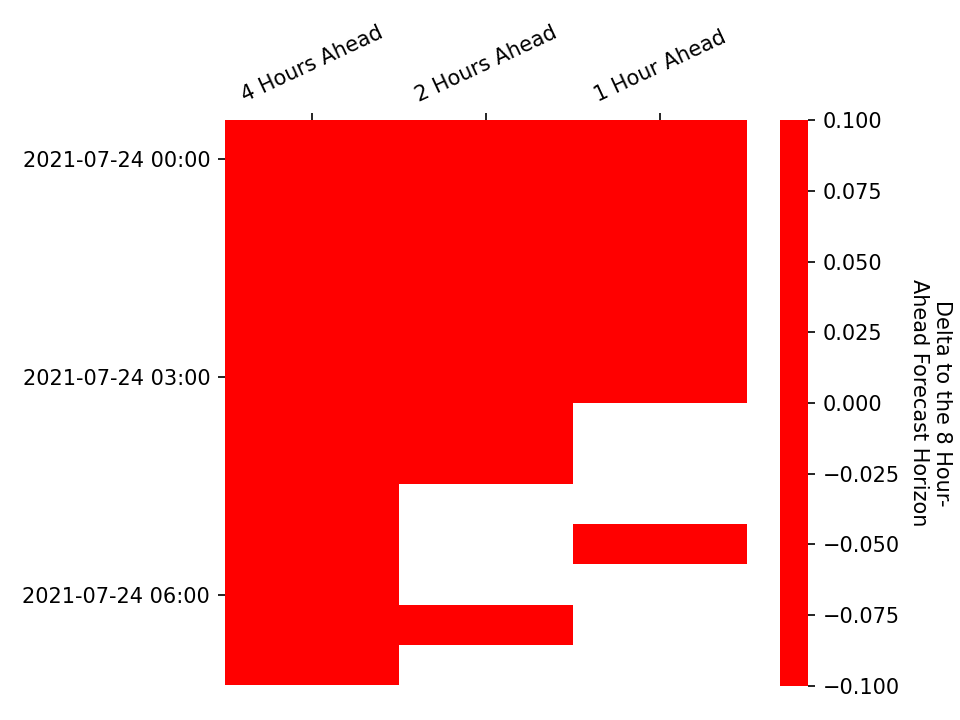 4 Hours Ahead
2 Hours Ahead
1 Hour Ahead
2021-07-24 00:00
2021-07-24 03:00
2021-07-24 06:00
0.100
0.075
0.050
0.025
0.000
−0.025
−0.050
−0.075
−0.100
Delta to the 8 Hour-
Ahead Forecast Horizon